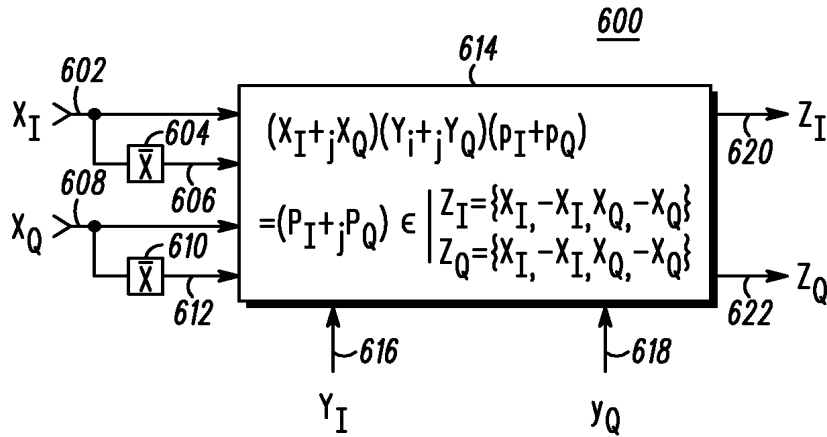 600
602
614
X_I
604
X̄
606
(X_I+jX_Q)(Y_i+jY_Q)(p_I+p_Q)
Z_I
620
608
X_Q
610
X̄
612
=(P_I+jP_Q) ∈ | Z_I={X_I,-X_I,X_Q,-X_Q}
Z_Q={X_I,-X_I,X_Q,-X_Q}
Z_Q
622
616
618
Y_I
y_Q